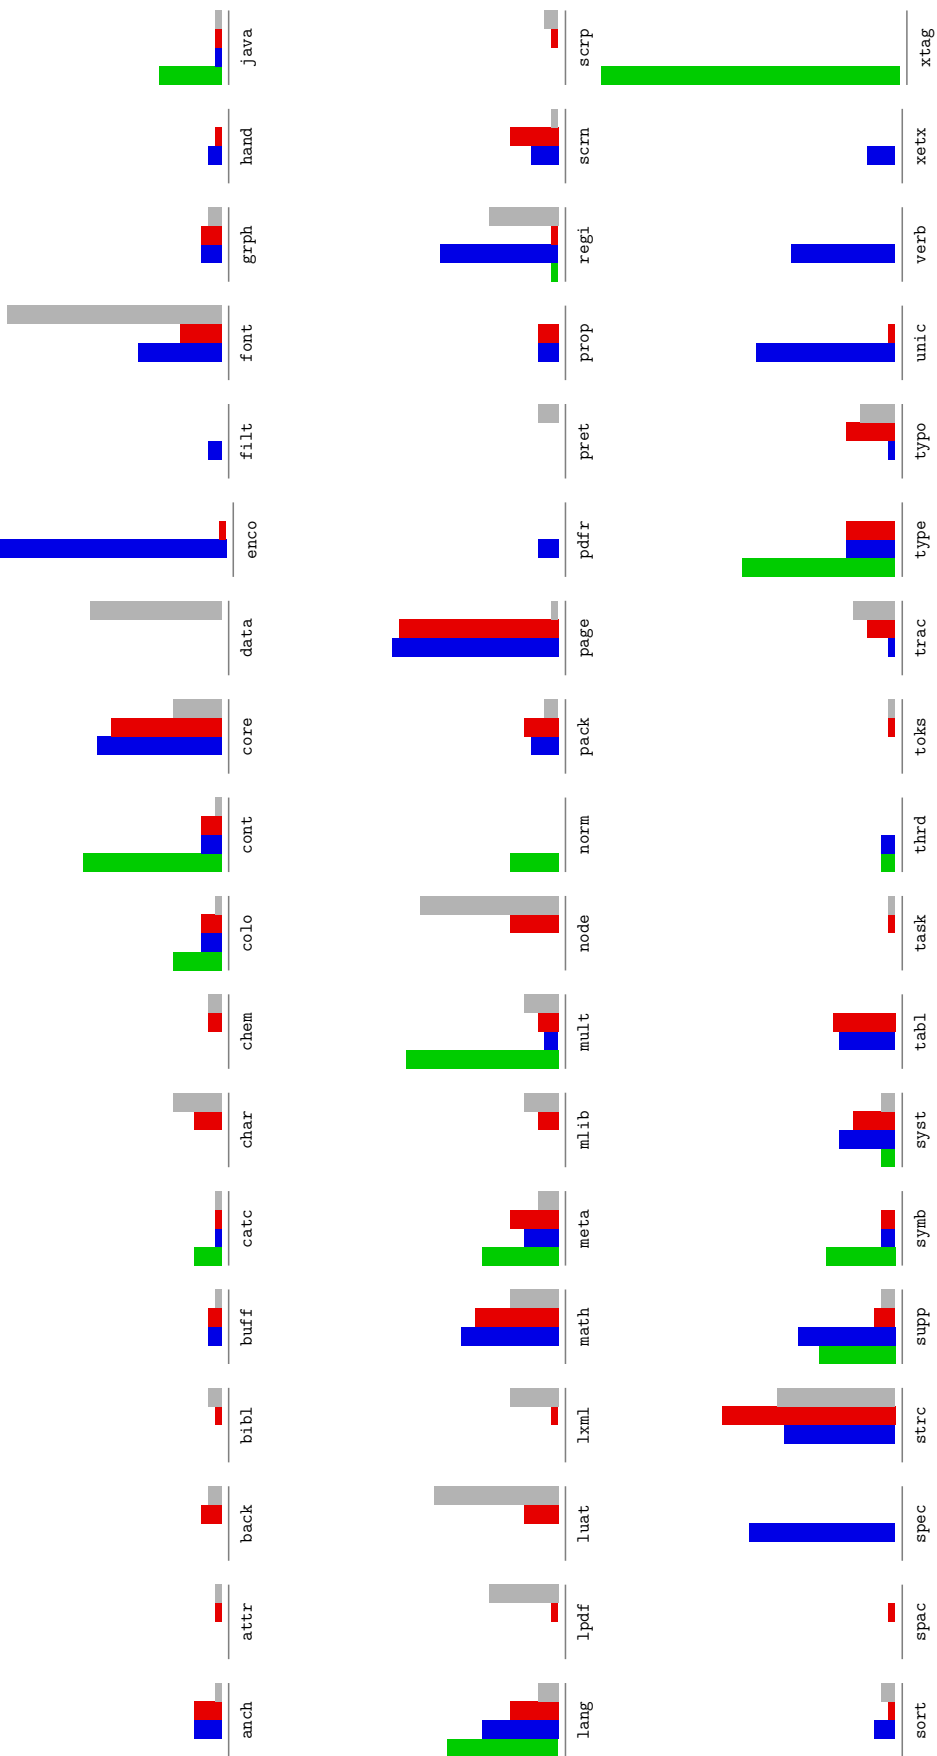 anch attr back bibl buff catc char chem colo cont core data enco filt font grph hand java
lang lpdf luat lxml math meta mlib mult node norm pack page pdfr pret prop regi scrn scrp
sort spac spec strc supp symb syst tabl task thrd toks trac type typo unic verb xetx xtag